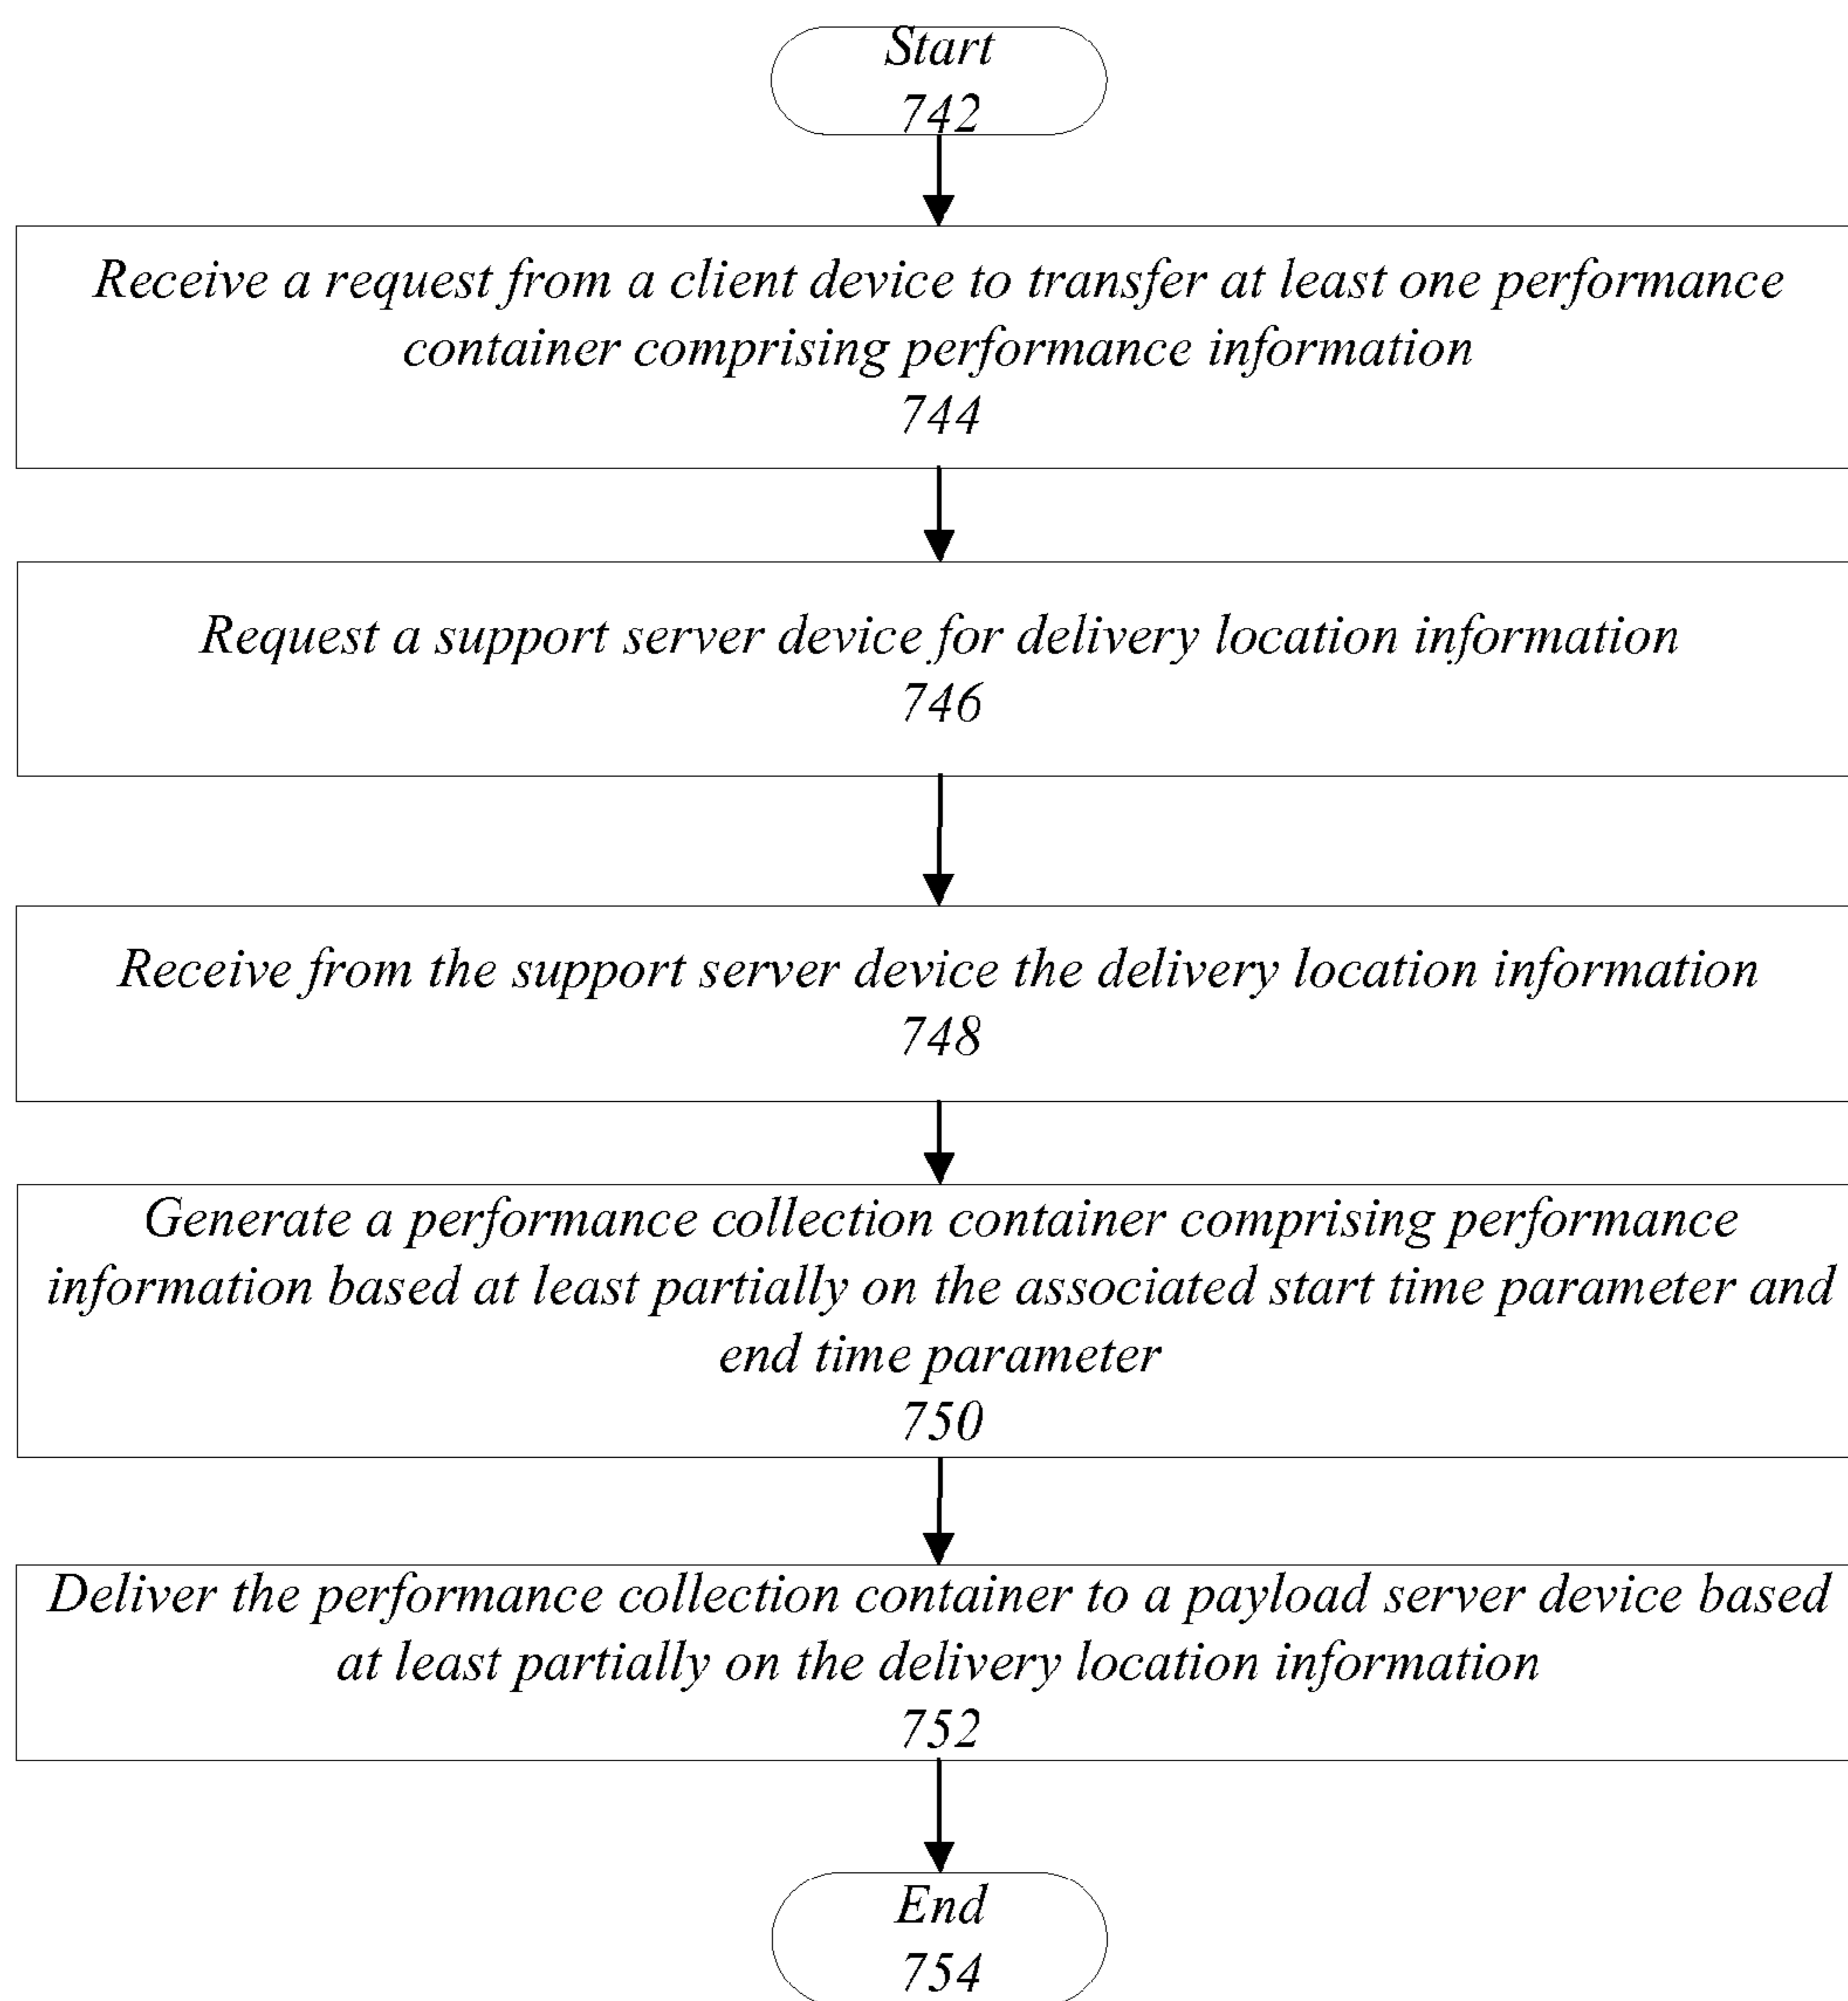 Start
742
Receive a request from a client device to transfer at least one performance
container comprising performance information
744
Request a support server device for delivery location information
746
Receive from the support server device the delivery location information
748
Generate a performance collection container comprising performance
information based at least partially on the associated start time parameter and
end time parameter
750
Deliver the performance collection container to a payload server device based
at least partially on the delivery location information
752
End
754